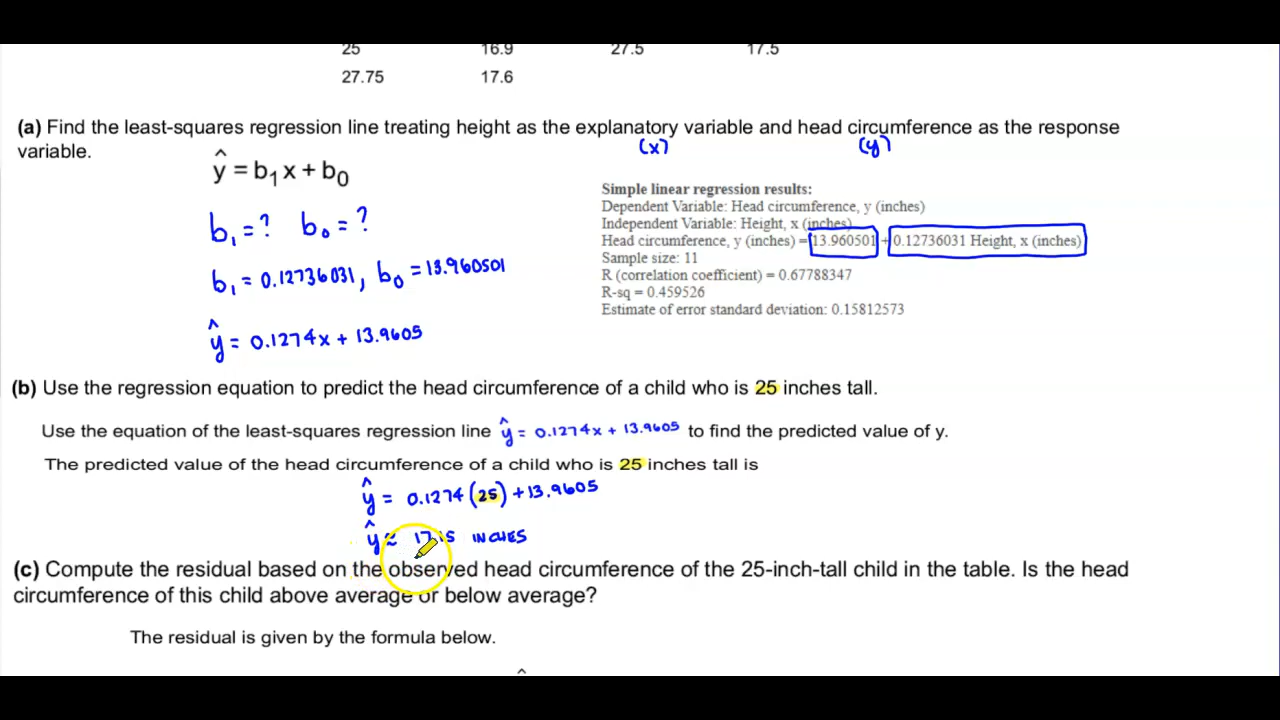 25 16.9 27.5 17.5
27.75 17.6
(a) Find the least-squares regression line treating height as the explanatory variable and head circumference as the response
variable.
(x) (y)
ŷ = b₁x + b₀
b₁ = ? b₀ = ?
b₁ = 0.12736031, b₀ = 13.960501
ŷ = 0.1274x + 13.9605
Simple linear regression results:
Dependent Variable: Head circumference, y (inches)
Independent Variable: Height, x (inches)
Head circumference, y (inches) = 13.960501 + 0.12736031 Height, x (inches)
Sample size: 11
R (correlation coefficient) = 0.67788347
R-sq = 0.459526
Estimate of error standard deviation: 0.15812573
(b) Use the regression equation to predict the head circumference of a child who is 25 inches tall.
Use the equation of the least-squares regression line ŷ = 0.1274x + 13.9605 to find the predicted value of y.
The predicted value of the head circumference of a child who is 25 inches tall is
ŷ = 0.1274 (25) + 13.9605
ŷ ≈ 17.15 INCHES
(c) Compute the residual based on the observed head circumference of the 25-inch-tall child in the table. Is the head
circumference of this child above average or below average?
The residual is given by the formula below.